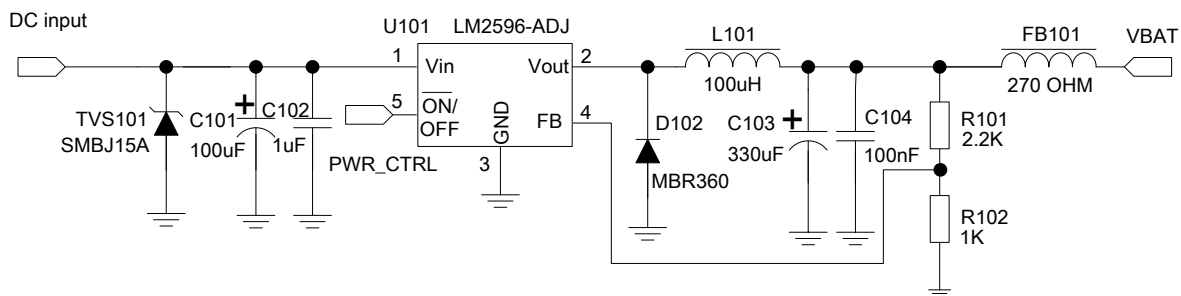 DC input
U101 LM2596-ADJ
L101
FB101
VBAT
1
Vin
Vout
2
100uH
270 OHM
5
ON/
OFF
GND
FB
4
TVS101
SMBJ15A
+
C101
100uF
C102
1uF
PWR_CTRL
3
D102
MBR360
+
C103
330uF
C104
100nF
R101
2.2K
R102
1K